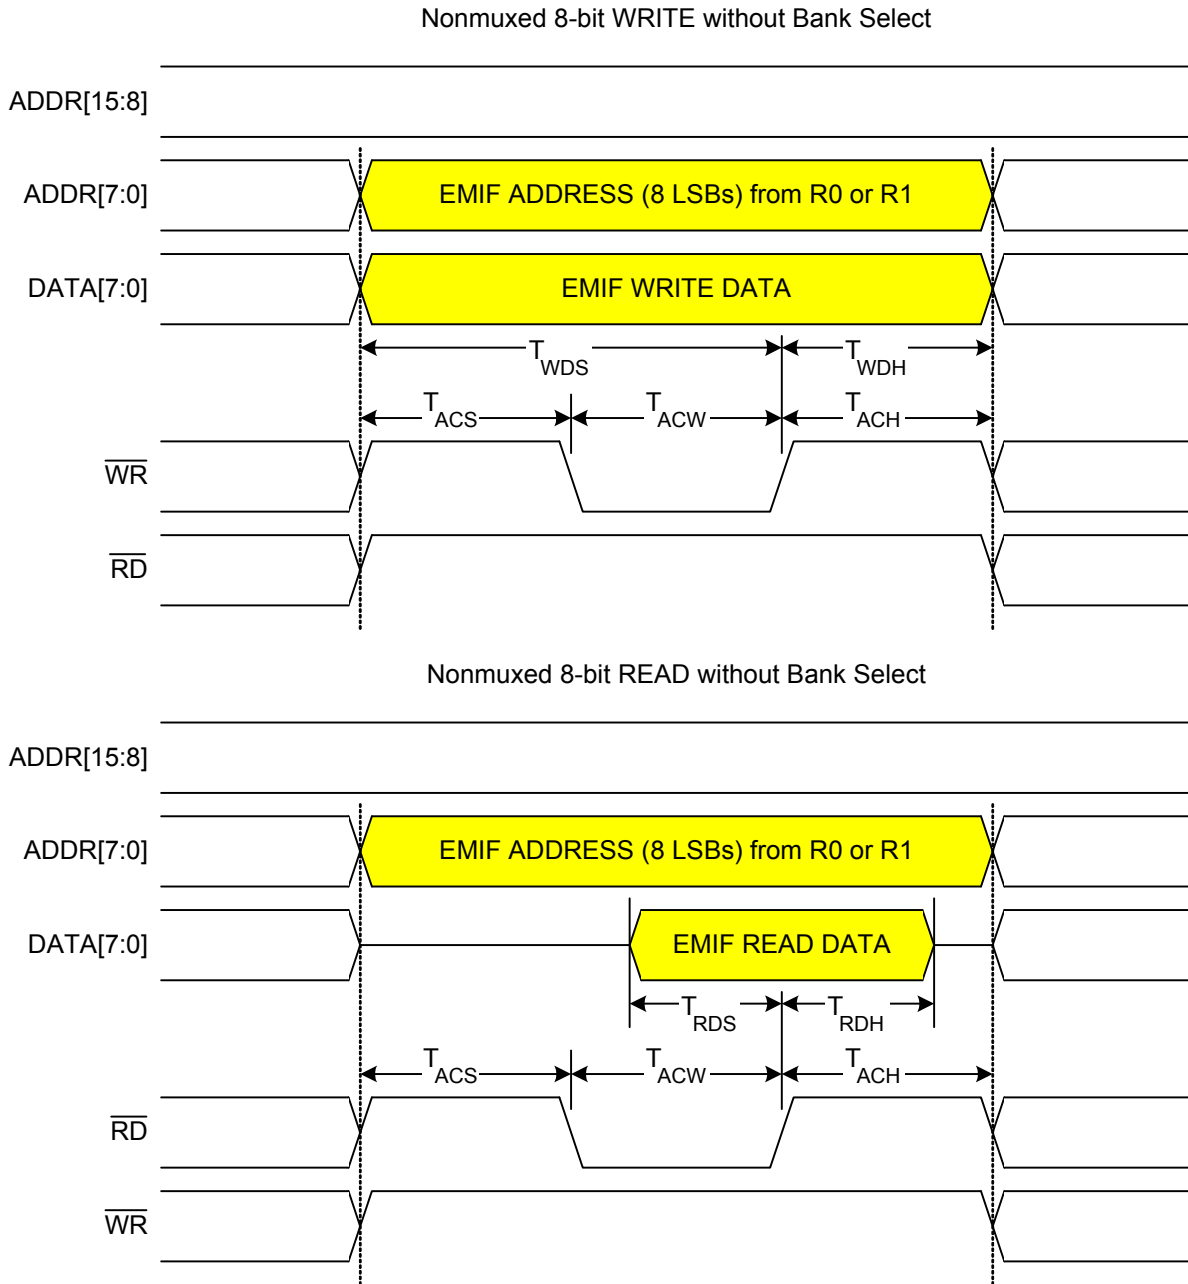 Nonmuxed 8-bit WRITE without Bank Select
ADDR[15:8]
ADDR[7:0]
EMIF ADDRESS (8 LSBs) from R0 or R1
DATA[7:0]
EMIF WRITE DATA
TWDS TWDH
TACS TACW TACH
WR
RD
Nonmuxed 8-bit READ without Bank Select
ADDR[15:8]
ADDR[7:0]
EMIF ADDRESS (8 LSBs) from R0 or R1
DATA[7:0]
EMIF READ DATA
TRDS TRDH
TACS TACW TACH
RD
WR